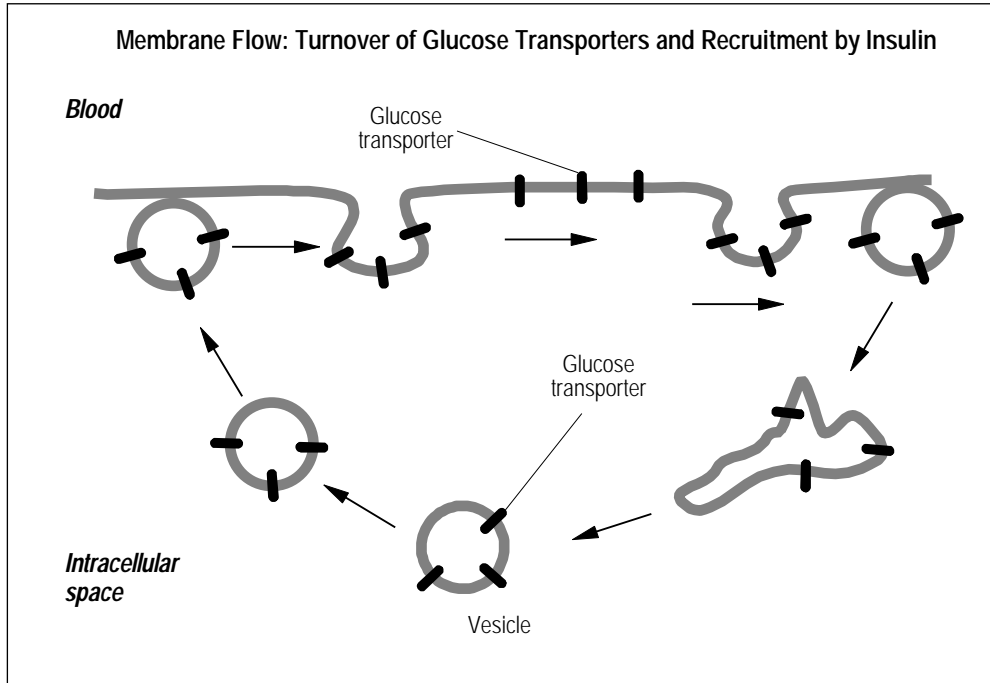 Membrane Flow: Turnover of Glucose Transporters and Recruitment by Insulin
Blood
Glucose
transporter
Glucose
transporter
Intracellular
space
Vesicle